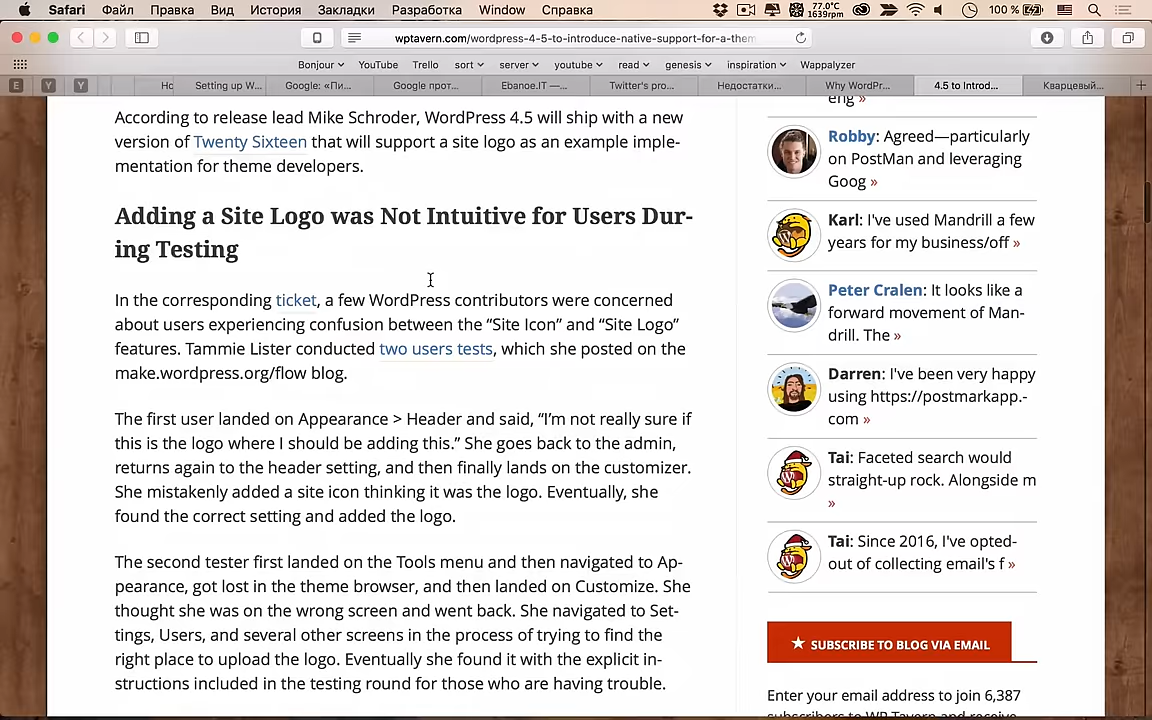 Safari Файл Правка Вид История Закладки Разработка Window Справка 77.0°C 1639rpm 100 %
wptavern.com/wordpress-4-5-to-introduce-native-support-for-a-them
Bonjour YouTube Trello sort server youtube read genesis inspiration Wappalyzer
E Y Y Нс Setting up W... Google: «Пи... Google прот... Ebanoe.IT —... Twitter's pro... Недостатки... Why WordPr... 4.5 to Introd... Кварцевый...
According to release lead Mike Schroder, WordPress 4.5 will ship with a new
version of Twenty Sixteen that will support a site logo as an example imple-
mentation for theme developers.
Adding a Site Logo was Not Intuitive for Users Dur-
ing Testing
In the corresponding ticket, a few WordPress contributors were concerned
about users experiencing confusion between the “Site Icon” and “Site Logo”
features. Tammie Lister conducted two users tests, which she posted on the
make.wordpress.org/flow blog.
The first user landed on Appearance > Header and said, “I’m not really sure if
this is the logo where I should be adding this.” She goes back to the admin,
returns again to the header setting, and then finally lands on the customizer.
She mistakenly added a site icon thinking it was the logo. Eventually, she
found the correct setting and added the logo.
The second tester first landed on the Tools menu and then navigated to Ap-
pearance, got lost in the theme browser, and then landed on Customize. She
thought she was on the wrong screen and went back. She navigated to Set-
tings, Users, and several other screens in the process of trying to find the
right place to upload the logo. Eventually she found it with the explicit in-
structions included in the testing round for those who are having trouble.
eng »
Robby: Agreed—particularly
on PostMan and leveraging
Goog »
Karl: I've used Mandrill a few
years for my business/off »
Peter Cralen: It looks like a
forward movement of Man-
drill. The »
Darren: I've been very happy
using https://postmarkapp.-
com »
Tai: Faceted search would
straight-up rock. Alongside m
»
Tai: Since 2016, I've opted-
out of collecting email's f »
SUBSCRIBE TO BLOG VIA EMAIL
Enter your email address to join 6,387
subscribers to WP Tavern and receive